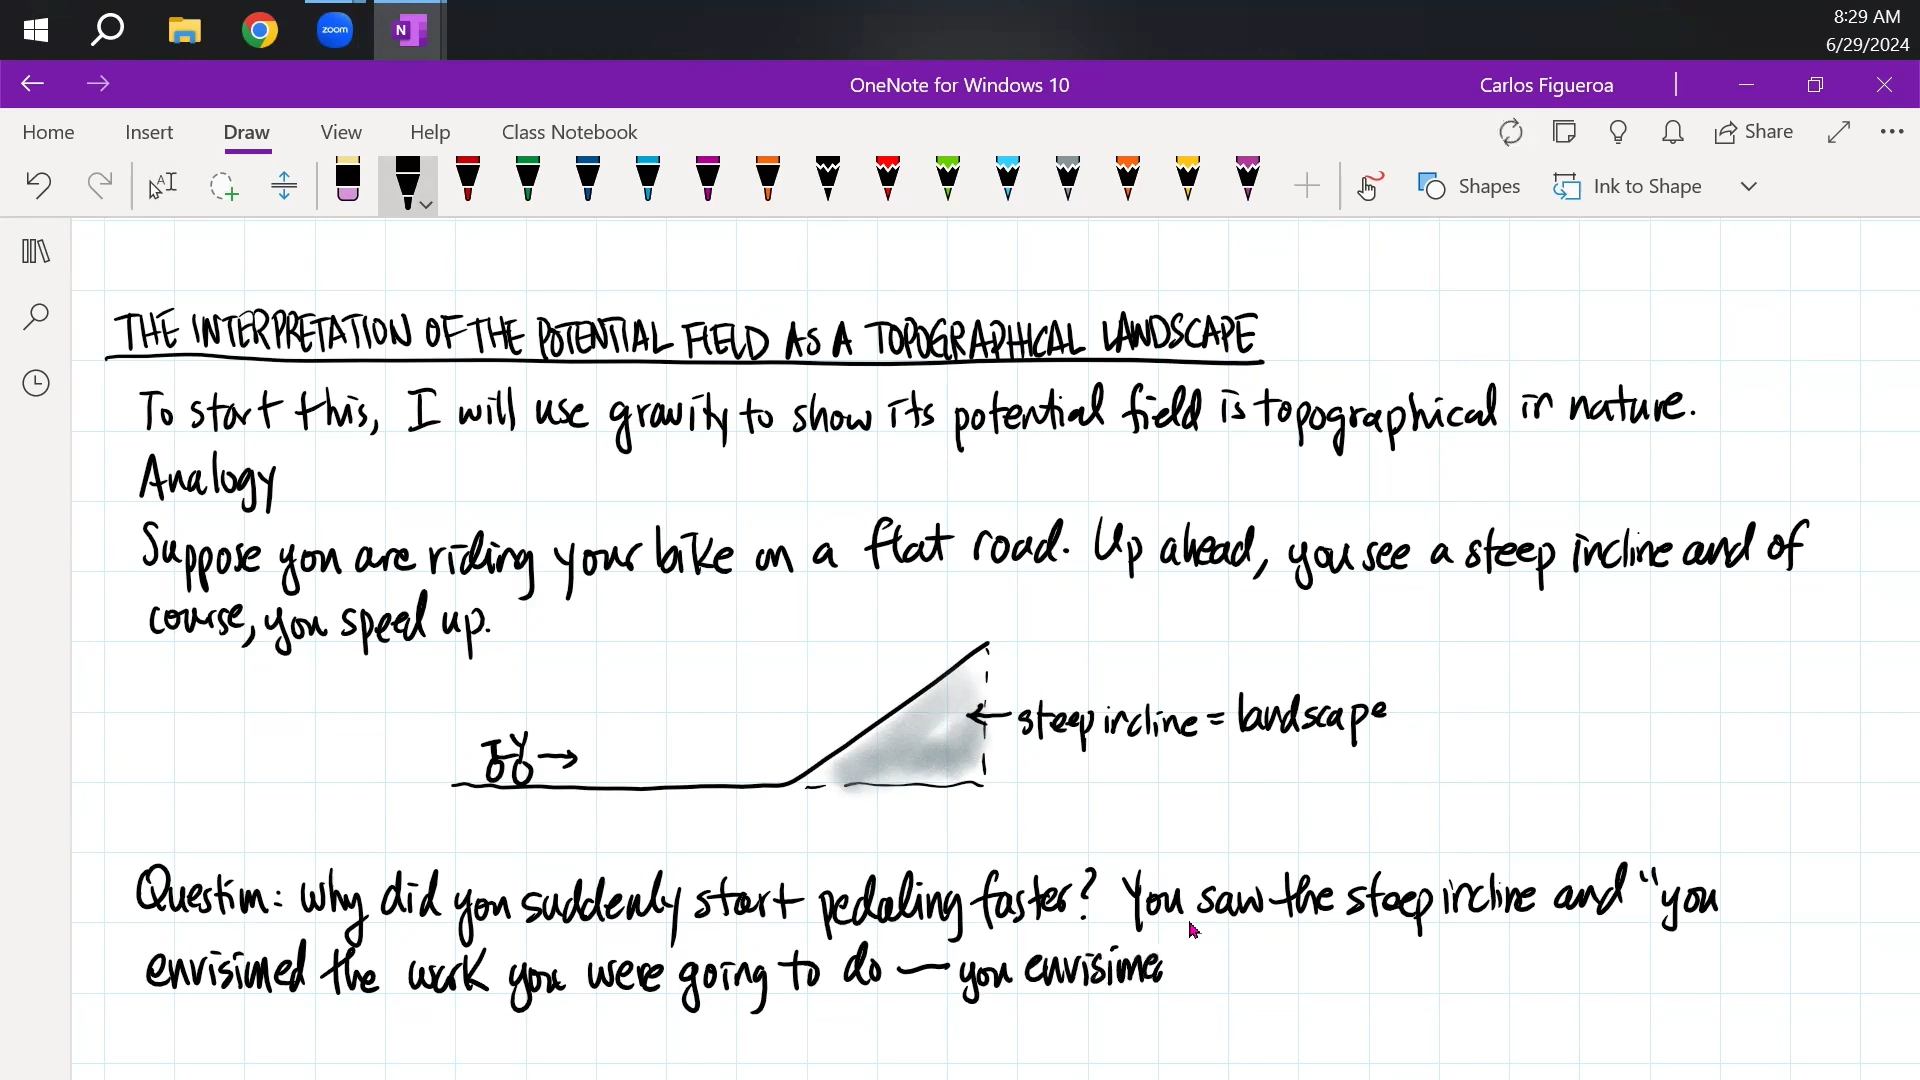 zoom
N
8:29 AM
6/29/2024
OneNote for Windows 10
Carlos Figueroa
Home Insert Draw View Help Class Notebook
Share
Shapes
Ink to Shape
THE INTERPRETATION OF THE POTENTIAL FIELD AS A TOPOGRAPHICAL LANDSCAPE
To start this, I will use gravity to show its potential field is topographical in nature.
Analogy
Suppose you are riding your bike on a flat road. Up ahead, you see a steep incline and of
course, you speed up.
steep incline = landscape
Question: why did you suddenly start pedaling faster? You saw the steep incline and "you
envisioned the work you were going to do — you envisioned